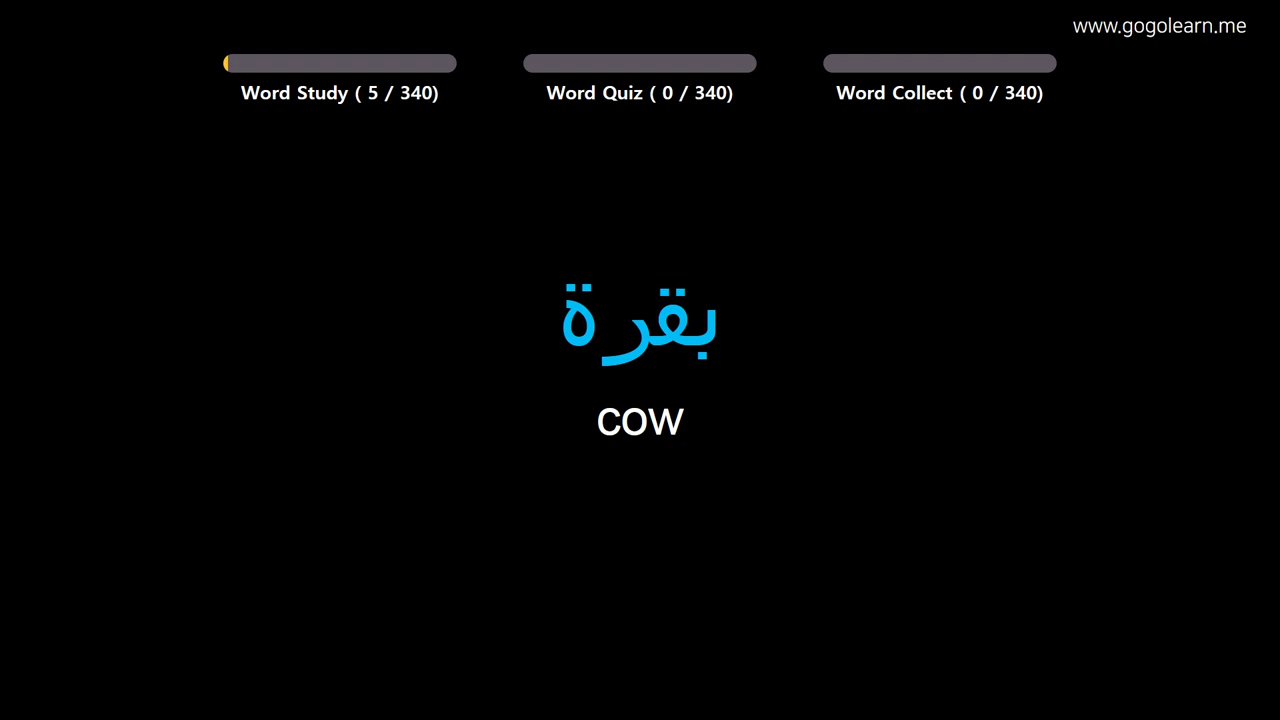 www.gogolearn.me
Word Study ( 5 / 340)
Word Quiz ( 0 / 340)
Word Collect ( 0 / 340)
بقرة
cow